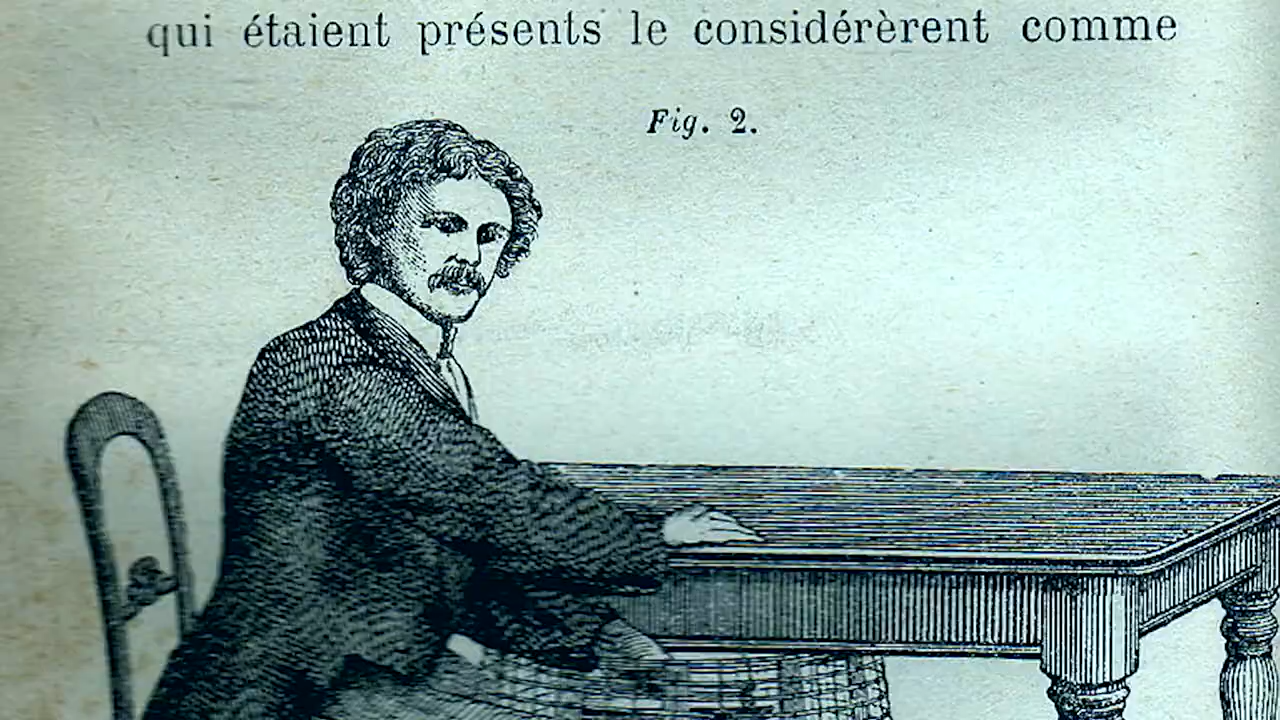 qui étaient présents le considérèrent comme
Fig. 2.